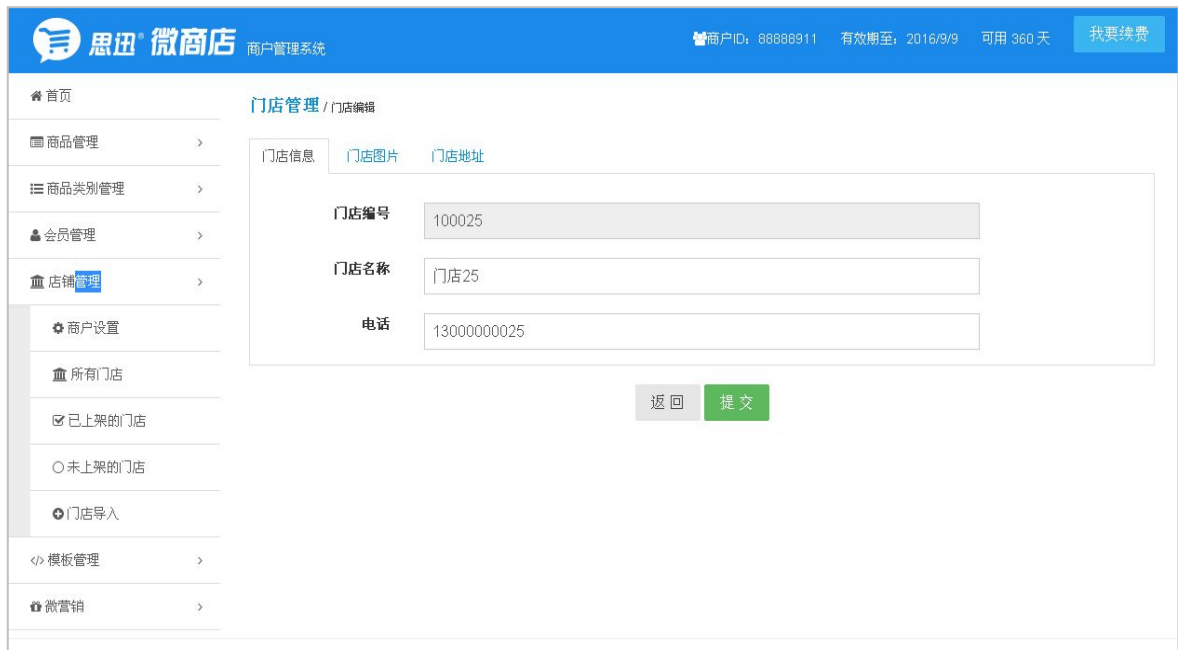 思迅® 微商店 商户管理系统 商户ID: 88888911 有效期至: 2016/9/9 可用 360 天 我要续费
首页
商品管理
商品类别管理
会员管理
店铺管理
商户设置
所有门店
已上架的门店
未上架的门店
门店导入
模板管理
微营销
门店管理 / 门店编辑
门店信息 门店图片 门店地址
门店编号 100025
门店名称 门店25
电话 13000000025
返 回 提 交